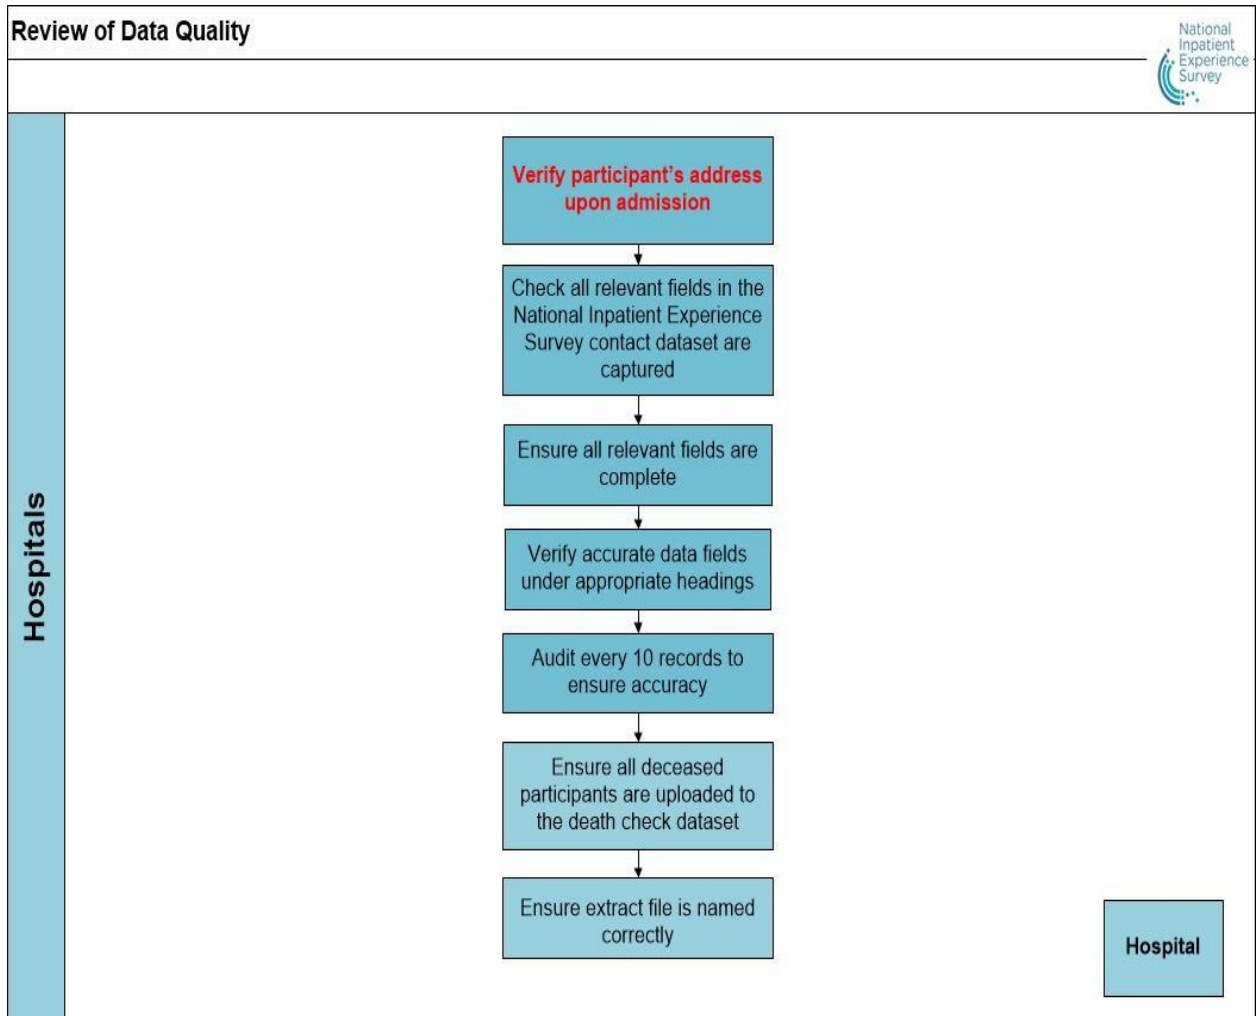 Review of Data Quality
National
Inpatient
Experience
Survey
Hospitals
Verify participant’s address
upon admission
Check all relevant fields in the
National Inpatient Experience
Survey contact dataset are
captured
Ensure all relevant fields are
complete
Verify accurate data fields
under appropriate headings
Audit every 10 records to
ensure accuracy
Ensure all deceased
participants are uploaded to
the death check dataset
Ensure extract file is named
correctly
Hospital